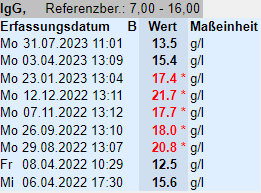 IgG, Referenzber.: 7,00 - 16,00
Erfassungsdatum B Wert Maßeinheit
Mo 31.07.2023 11:01 13.5 g/l
Mo 03.04.2023 13:09 15.4 g/l
Mo 23.01.2023 13:04 17.4 * g/l
Mo 12.12.2022 13:11 21.7 * g/l
Mo 07.11.2022 13:12 17.7 * g/l
Mo 26.09.2022 13:10 18.0 * g/l
Mo 29.08.2022 13:07 20.8 * g/l
Fr 08.04.2022 10:29 12.5 g/l
Mi 06.04.2022 17:30 15.6 g/l